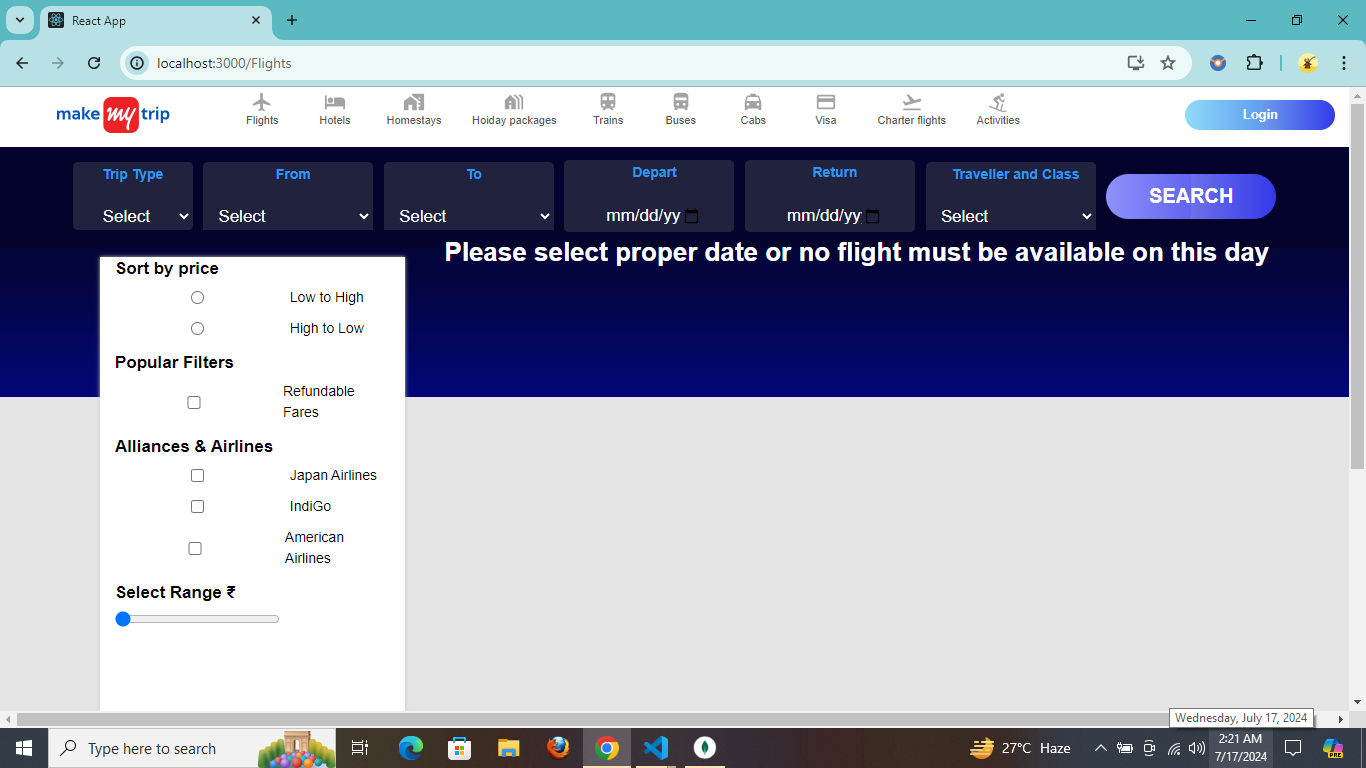 React App
localhost:3000/Flights
make my trip
Flights
Hotels
Homestays
Hoiday packages
Trains
Buses
Cabs
Visa
Charter flights
Activities
Login
Trip Type
From
To
Depart
Return
Traveller and Class
Select
Select
Select
mm/dd/yy
mm/dd/yy
Select
SEARCH
Please select proper date or no flight must be available on this day
Sort by price
Low to High
High to Low
Popular Filters
Refundable
Fares
Alliances & Airlines
Japan Airlines
IndiGo
American
Airlines
Select Range ₹
Wednesday, July 17, 2024
Type here to search
27°C Haze
2:21 AM
7/17/2024
PRE